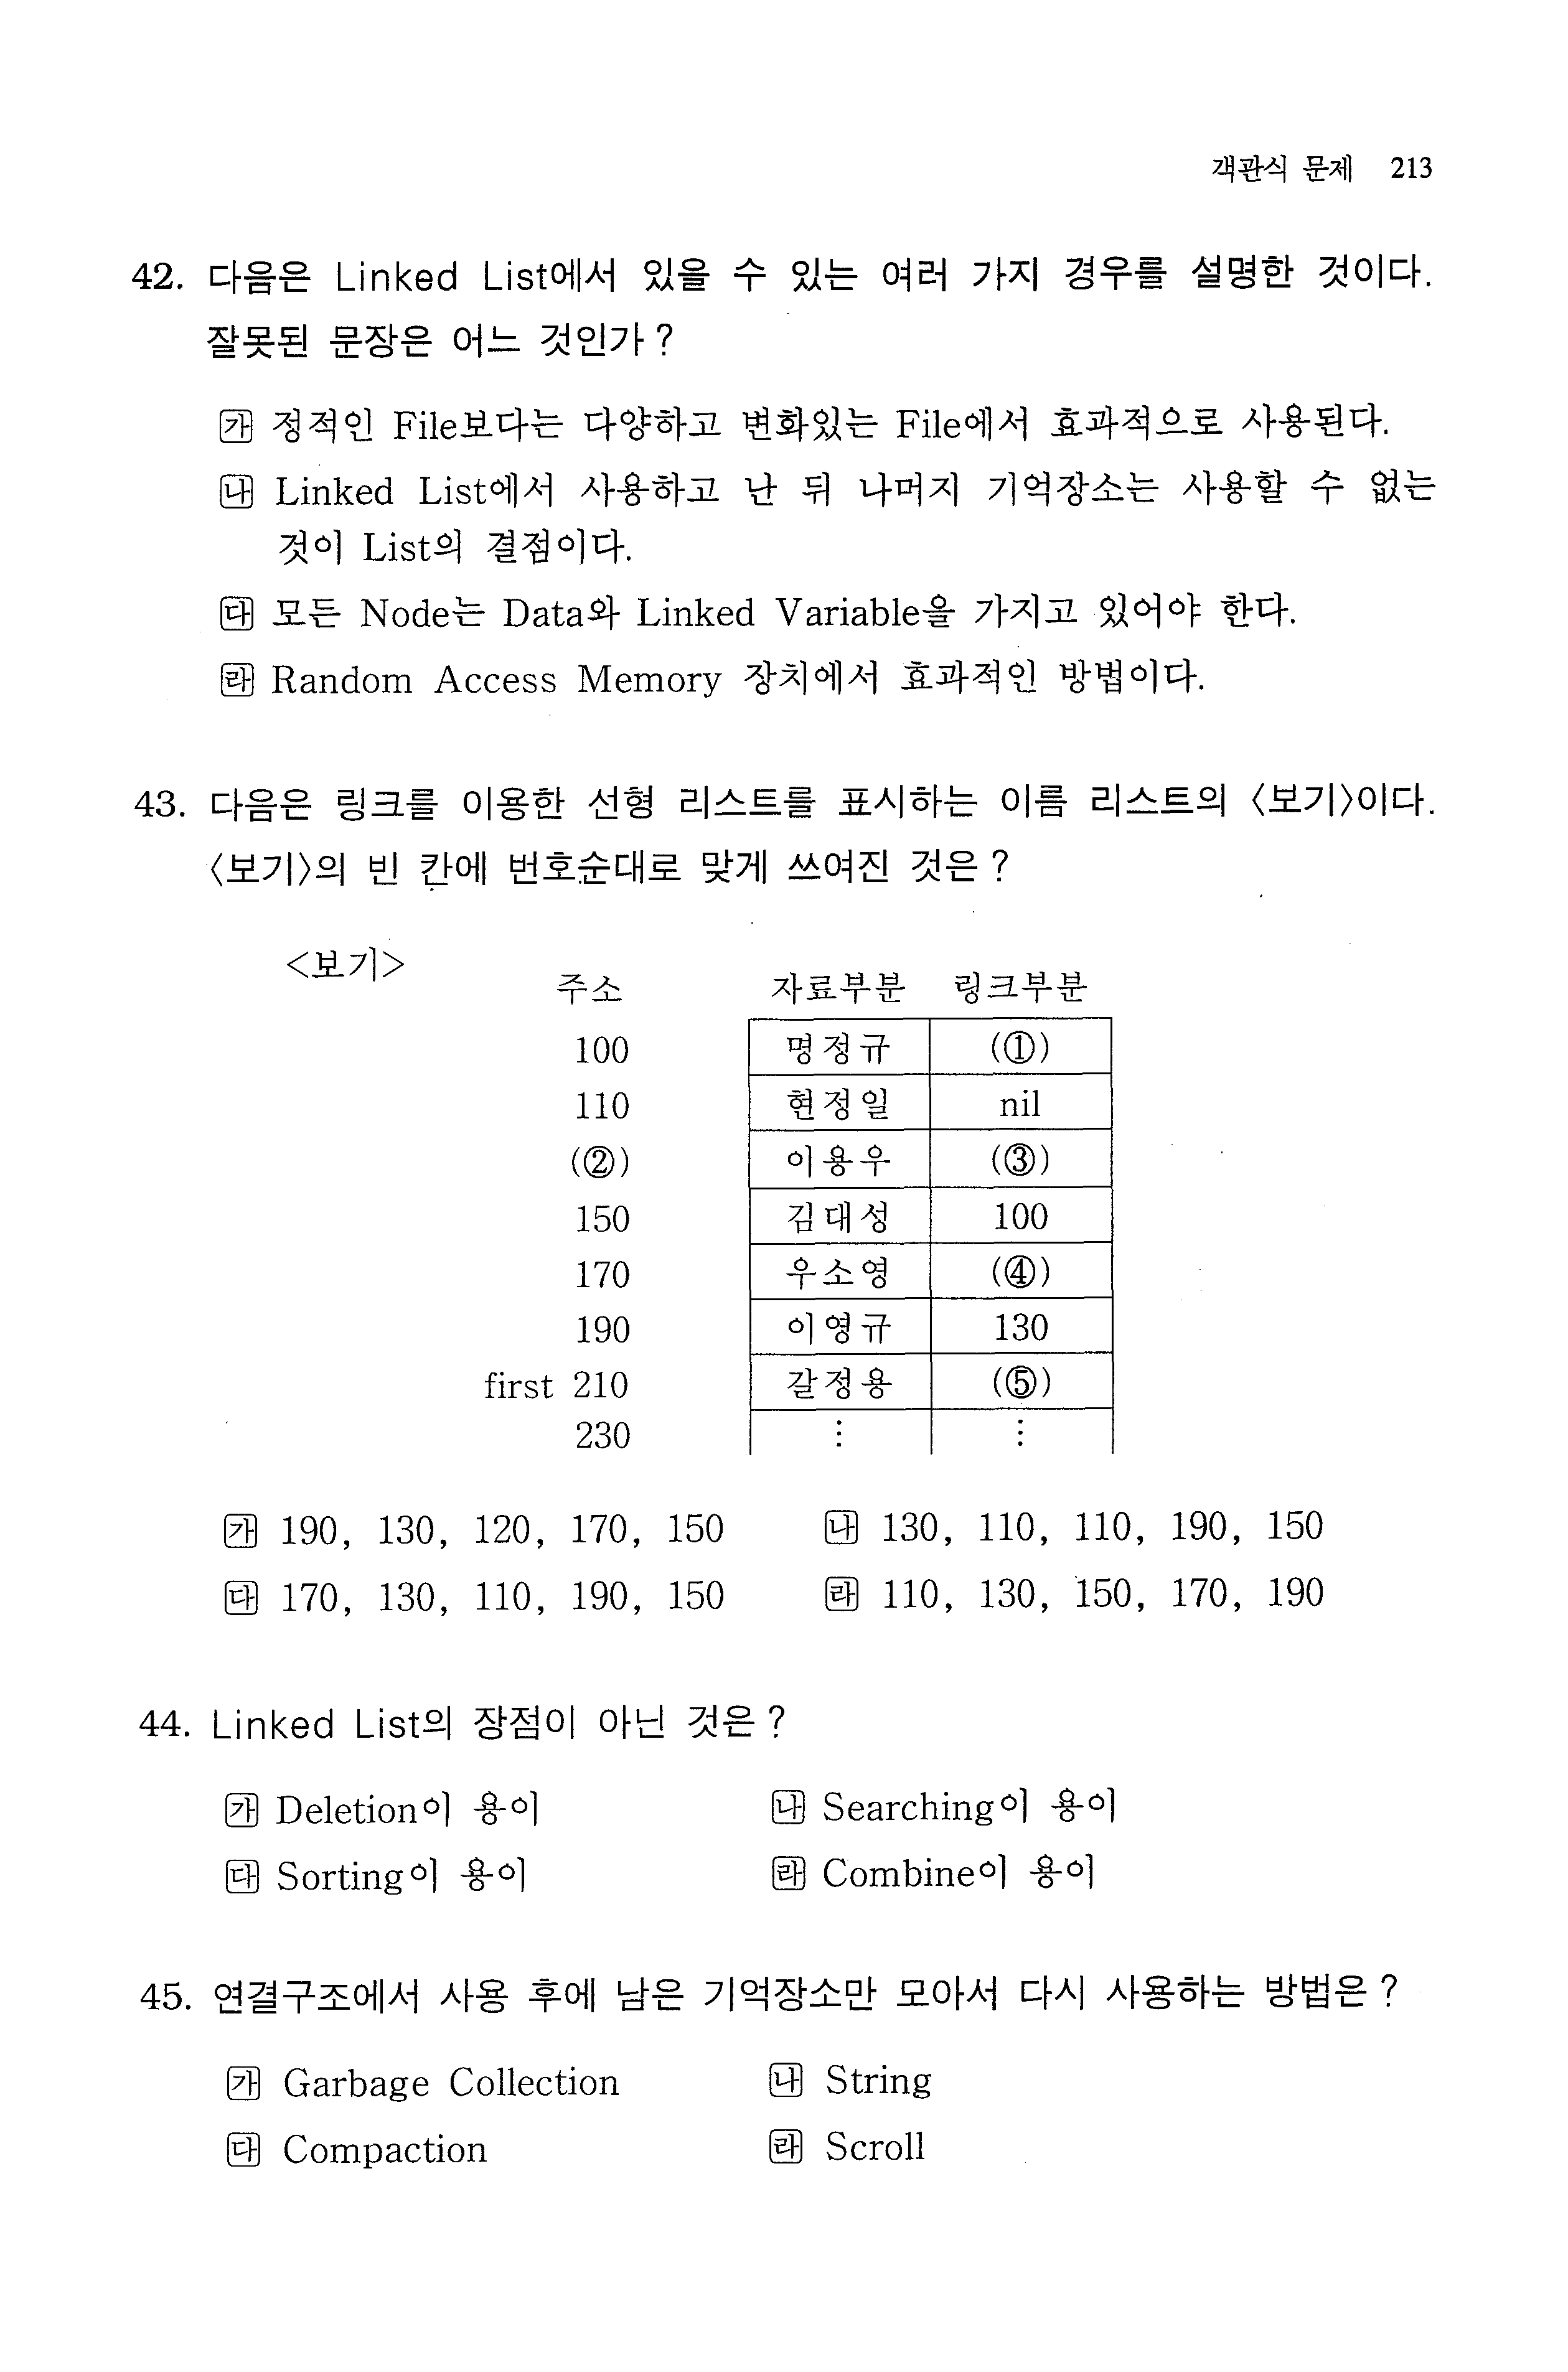 객관식 문제 213
42. 다음은 Linked List에서 있을 수 있는 여러 가지 경우를 설명한 것이다.
잘못된 문장은 어느 것인가?
㉮ 정적인 File보다는 다양하고 변화있는 File에서 효과적으로 사용된다.
㉯ Linked List에서 사용하고 난 뒤 나머지 기억장소는 사용할 수 없는
것이 List의 결점이다.
㉰ 모든 Node는 Data와 Linked Variable을 가지고 있어야 한다.
㉱ Random Access Memory 장치에서 효과적인 방법이다.
43. 다음은 링크를 이용한 선형 리스트를 표시하는 이름 리스트의 〈보기〉이다.
〈보기〉의 빈 칸에 번호순대로 맞게 쓰여진 것은?
<보기>
주소 자료부분 링크부분
100 명정규 (①)
110 현정일 nil
(②) 이용우 (③)
150 김대성 100
170 우소영 (④)
190 이영규 130
first 210 갈정용 (⑤)
230 ⋮ ⋮
㉮ 190, 130, 120, 170, 150 ㉯ 130, 110, 110, 190, 150
㉰ 170, 130, 110, 190, 150 ㉱ 110, 130, 150, 170, 190
44. Linked List의 장점이 아닌 것은?
㉮ Deletion이 용이 ㉯ Searching이 용이
㉰ Sorting이 용이 ㉱ Combine이 용이
45. 연결구조에서 사용 후에 남은 기억장소만 모아서 다시 사용하는 방법은?
㉮ Garbage Collection ㉯ String
㉰ Compaction ㉱ Scroll